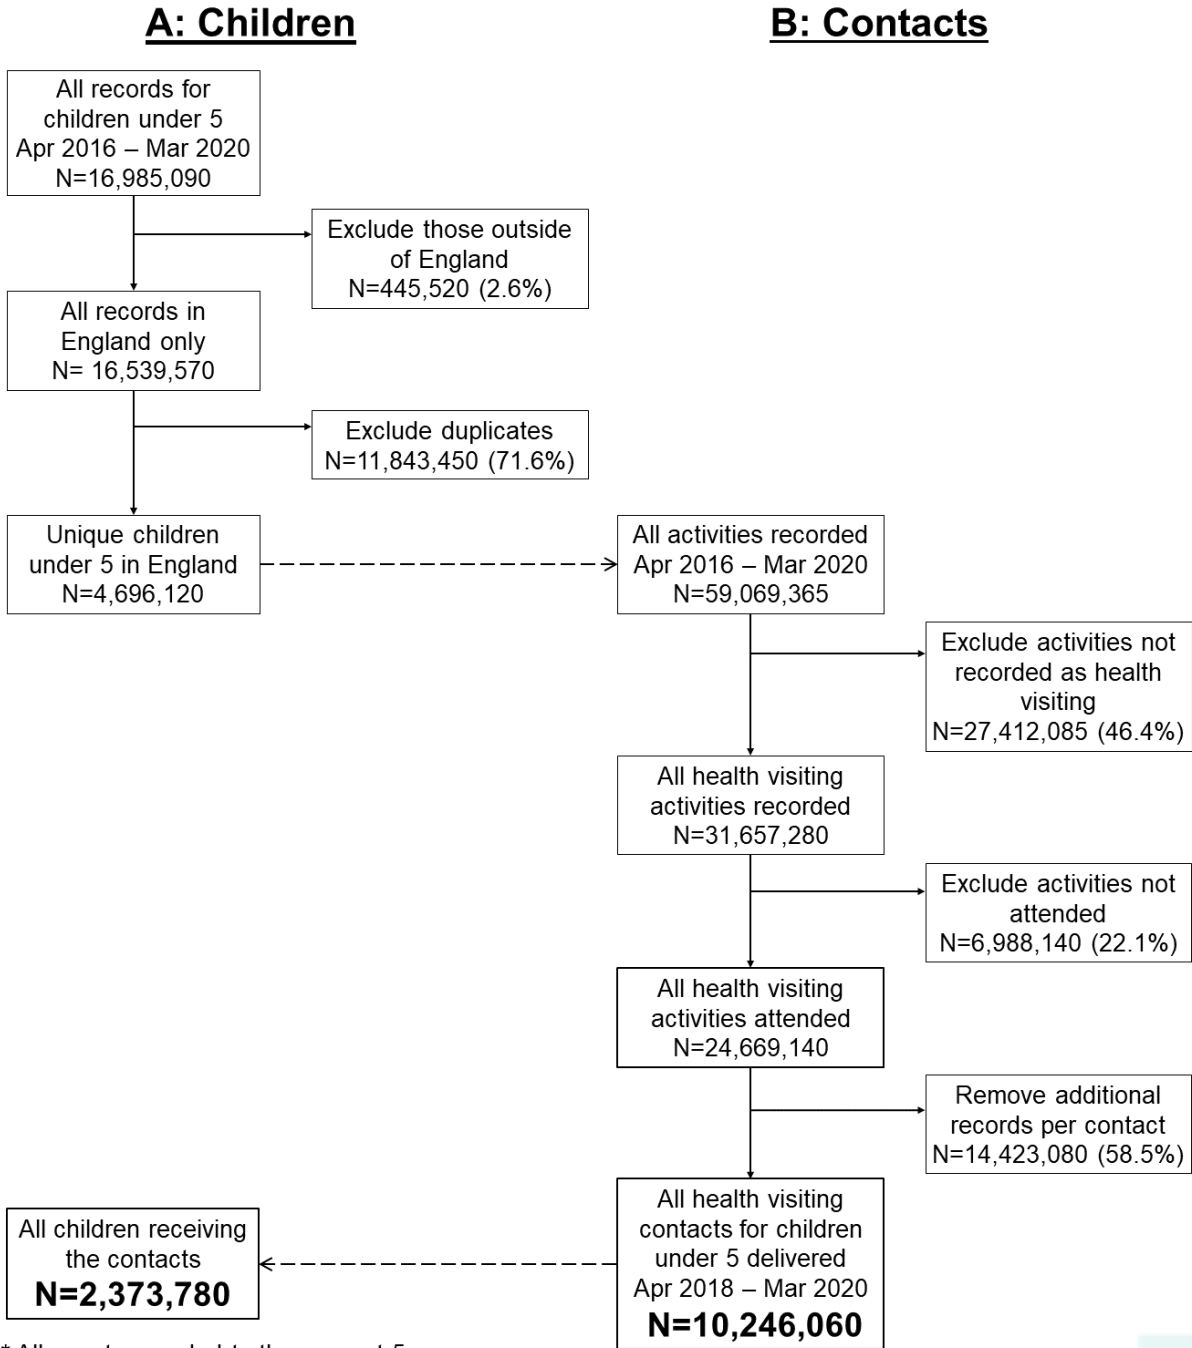 A: Children
B: Contacts
All records for
children under 5
Apr 2016 – Mar 2020
N=16,985,090
Exclude those outside
of England
N=445,520 (2.6%)
All records in
England only
N= 16,539,570
Exclude duplicates
N=11,843,450 (71.6%)
Unique children
under 5 in England
N=4,696,120
All activities recorded
Apr 2016 – Mar 2020
N=59,069,365
Exclude activities not
recorded as health
visiting
N=27,412,085 (46.4%)
All health visiting
activities recorded
N=31,657,280
Exclude activities not
attended
N=6,988,140 (22.1%)
All health visiting
activities attended
N=24,669,140
Remove additional
records per contact
N=14,423,080 (58.5%)
All health visiting
contacts for children
under 5 delivered
Apr 2018 – Mar 2020
N=10,246,060
All children receiving
the contacts
N=2,373,780